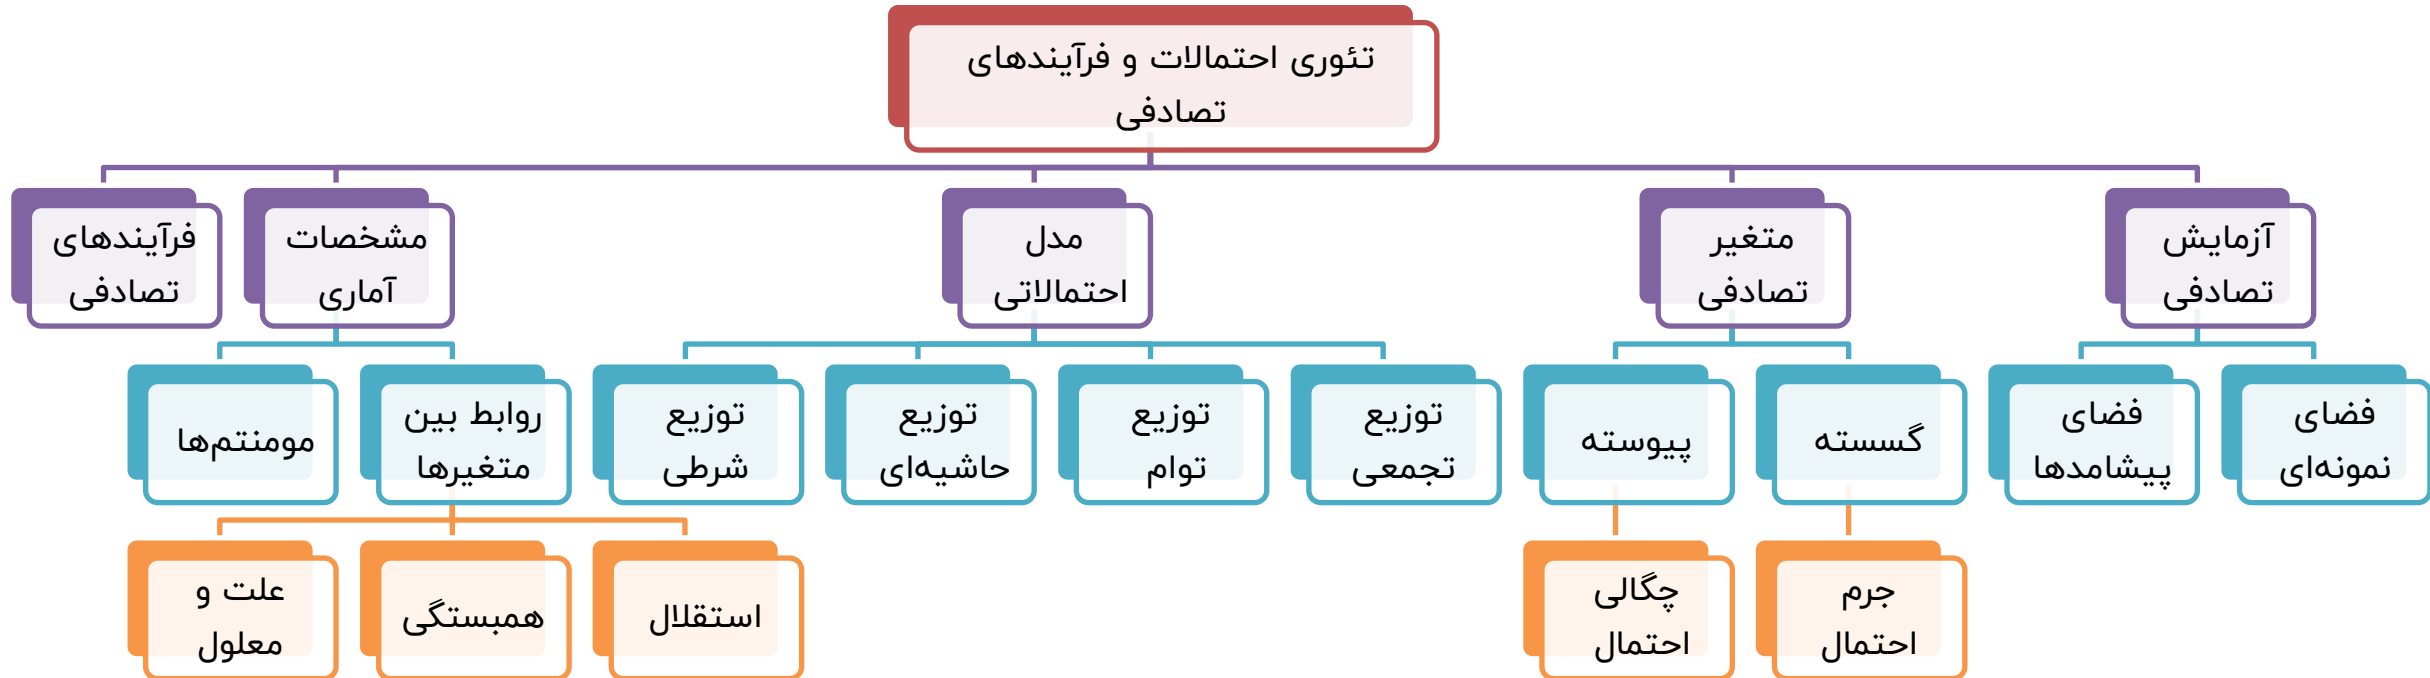 تئوری احتمالات و فرآیندهای
تصادفی
آزمایش
تصادفی
متغیر
تصادفی
مدل
احتمالاتی
مشخصات
آماری
فرآیندهای
تصادفی
فضای
نمونه‌ای
فضای
پیشامدها
گسسته
پیوسته
توزیع
تجمعی
توزیع
توام
توزیع
حاشیه‌ای
توزیع
شرطی
روابط بین
متغیرها
مومنتم‌ها
جرم
احتمال
چگالی
احتمال
استقلال
همبستگی
علت و
معلول